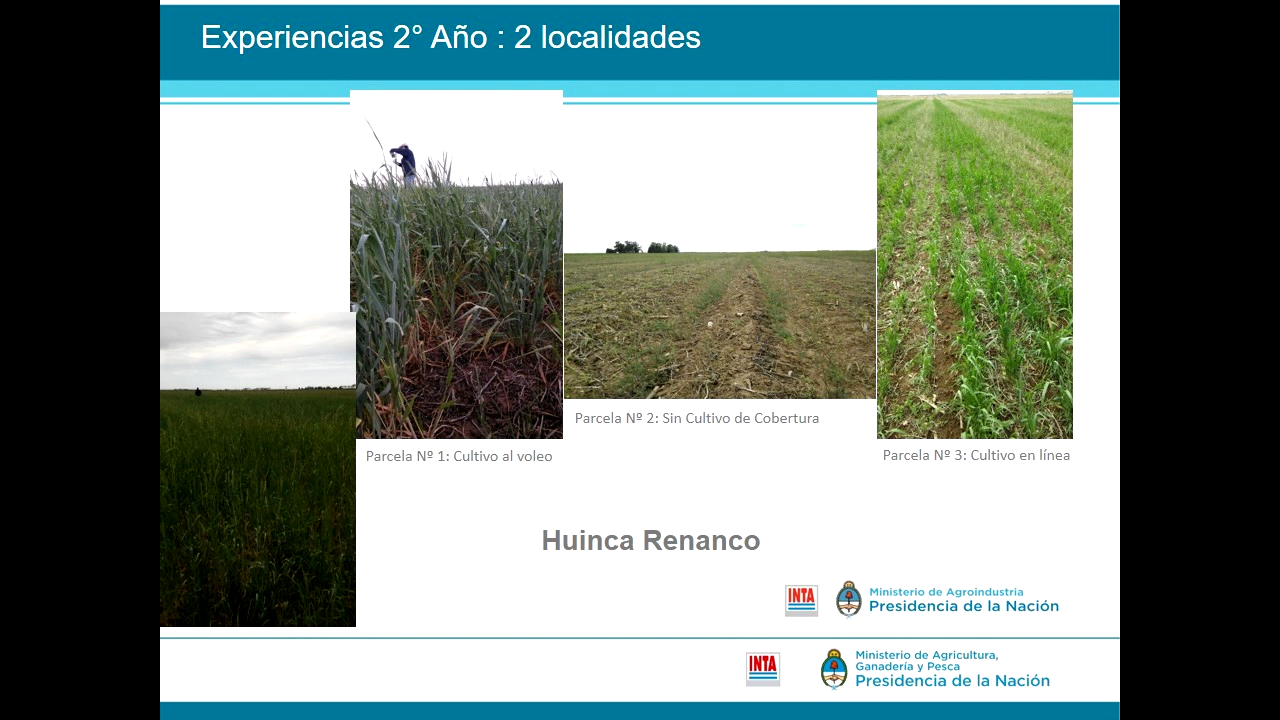 Experiencias 2° Año : 2 localidades
Parcela Nº 2: Sin Cultivo de Cobertura
Parcela Nº 1: Cultivo al voleo
Parcela Nº 3: Cultivo en línea
Huinca Renanco
INTA
Ministerio de Agroindustria
Presidencia de la Nación
INTA
Ministerio de Agricultura,
Ganadería y Pesca
Presidencia de la Nación